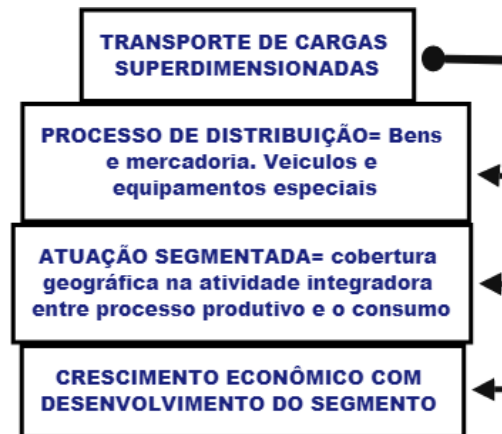 TRANSPORTE DE CARGAS
SUPERDIMENSIONADAS
PROCESSO DE DISTRIBUIÇÃO= Bens
e mercadoria. Veiculos e
equipamentos especiais
ATUAÇÃO SEGMENTADA= cobertura
geográfica na atividade integradora
entre processo produtivo e o consumo
CRESCIMENTO ECONÔMICO COM
DESENVOLVIMENTO DO SEGMENTO